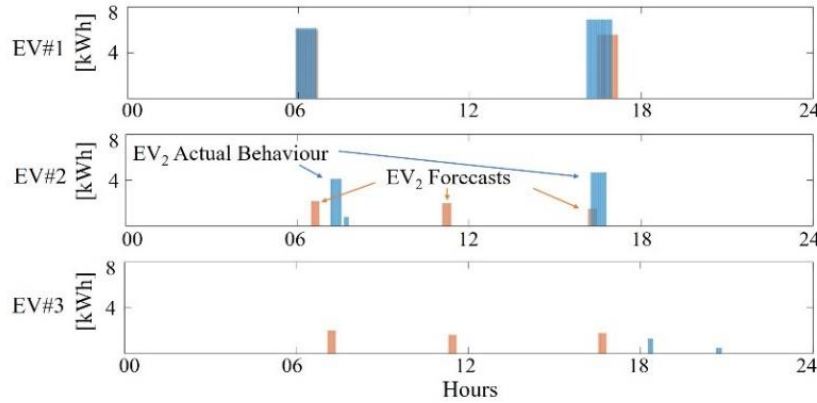 EV#1
[kWh]
8
4
00 06 12 18 24
EV#2
[kWh]
8
4
EV₂ Actual Behaviour
EV₂ Forecasts
00 06 12 18 24
EV#3
[kWh]
8
4
00 06 12 18 24
Hours